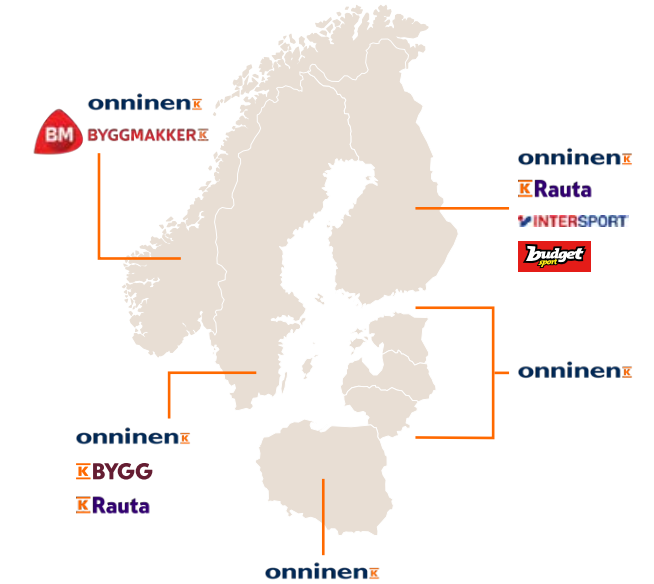 onninen K
BM BYGGMAKKER K
onninen K
K Rauta
INTERSPORT
budget
sport
onninen K
onninen K
K BYGG
K Rauta
onninen K